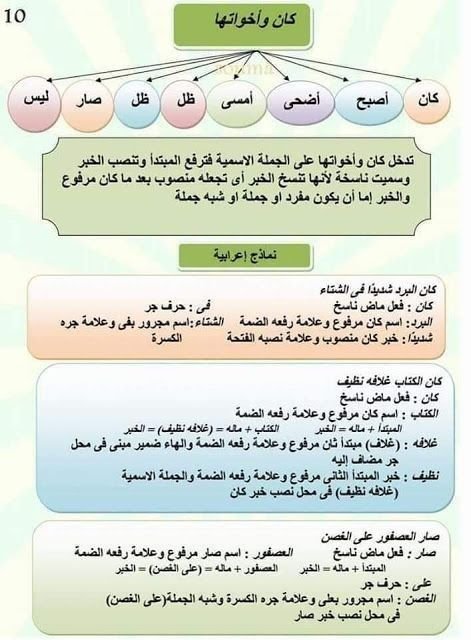 10
كان وأخواتها
كان أصبح أضحى أمسى ظل ظل صار ليس
تدخل كان وأخواتها على الجملة الاسمية فترفع المبتدأ وتنصب الخبر
وسميت ناسخة لأنها تنسخ الخبر أى تجعله منصوب بعد ما كان مرفوع
والخبر إما أن يكون مفرد او جملة او شبه جملة
نماذج إعرابية
كان البرد شديدًا فى الشتاء
كان : فعل ماض ناسخ فى : حرف جر
البرد: اسم كان مرفوع وعلامة رفعه الضمة الشتاء: اسم مجرور بفى وعلامة جره
شديدًا: خبر كان منصوب وعلامة نصبه الفتحة الكسرة
كان الكتاب غلافه نظيف
كان : فعل ماض ناسخ
الكتاب : اسم كان مرفوع وعلامة رفعه الضمة
المبتدأ + ماله = الخبر الكتاب + ماله = (غلافه نظيف) = الخبر
غلافه : (غلاف) مبتدأ ثان مرفوع وعلامة رفعه الضمة والهاء ضمير مبنى فى محل
جر مضاف إليه
نظيف : خبر المبتدأ الثانى مرفوع وعلامة رفعه الضمة والجملة الاسمية
(غلافه نظيف) فى محل نصب خبر كان
صار العصفور على الغصن
صار : فعل ماض ناسخ العصفور : اسم صار مرفوع وعلامة رفعه الضمة
المبتدأ + ماله = الخبر العصفور + ماله = (على الغصن) = الخبر
على : حرف جر
الغصن : اسم مجرور بعلى وعلامة جره الكسرة وشبه الجملة(على الغصن)
فى محل نصب خبر صار